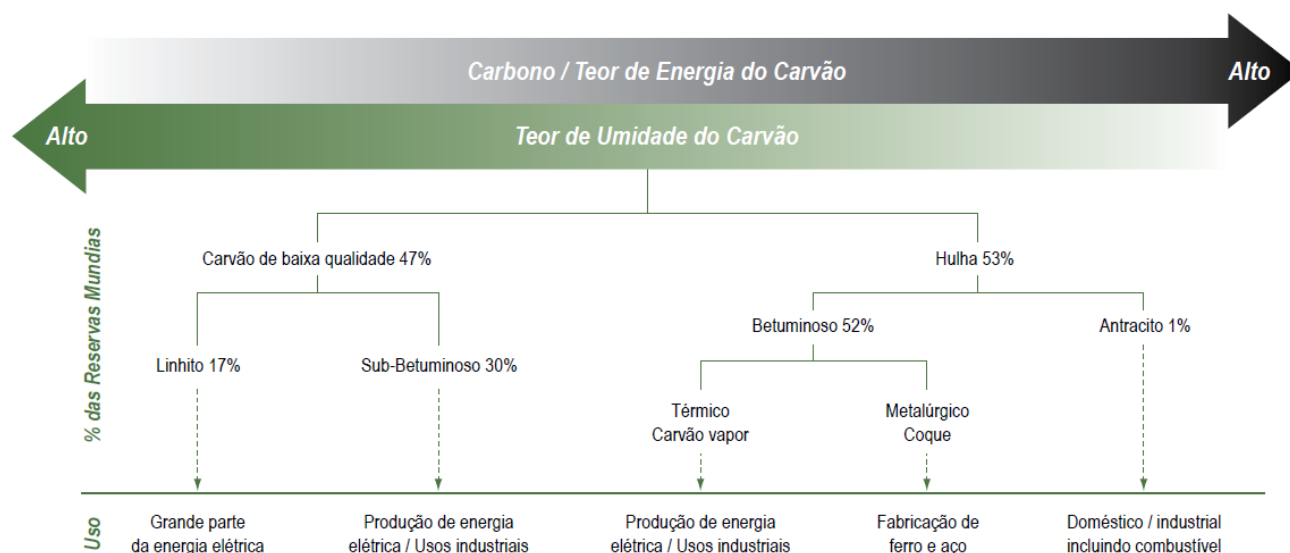 Carbono / Teor de Energia do Carvão
Alto
Alto
Teor de Umidade do Carvão
% das Reservas Mundias
Carvão de baixa qualidade 47%
Hulha 53%
Betuminoso 52%
Antracito 1%
Linhito 17%
Sub-Betuminoso 30%
Térmico
Carvão vapor
Metalúrgico
Coque
Uso
Grande parte
da energia elétrica
Produção de energia
elétrica / Usos industriais
Produção de energia
elétrica / Usos industriais
Fabricação de
ferro e aço
Doméstico / industrial
incluindo combustível